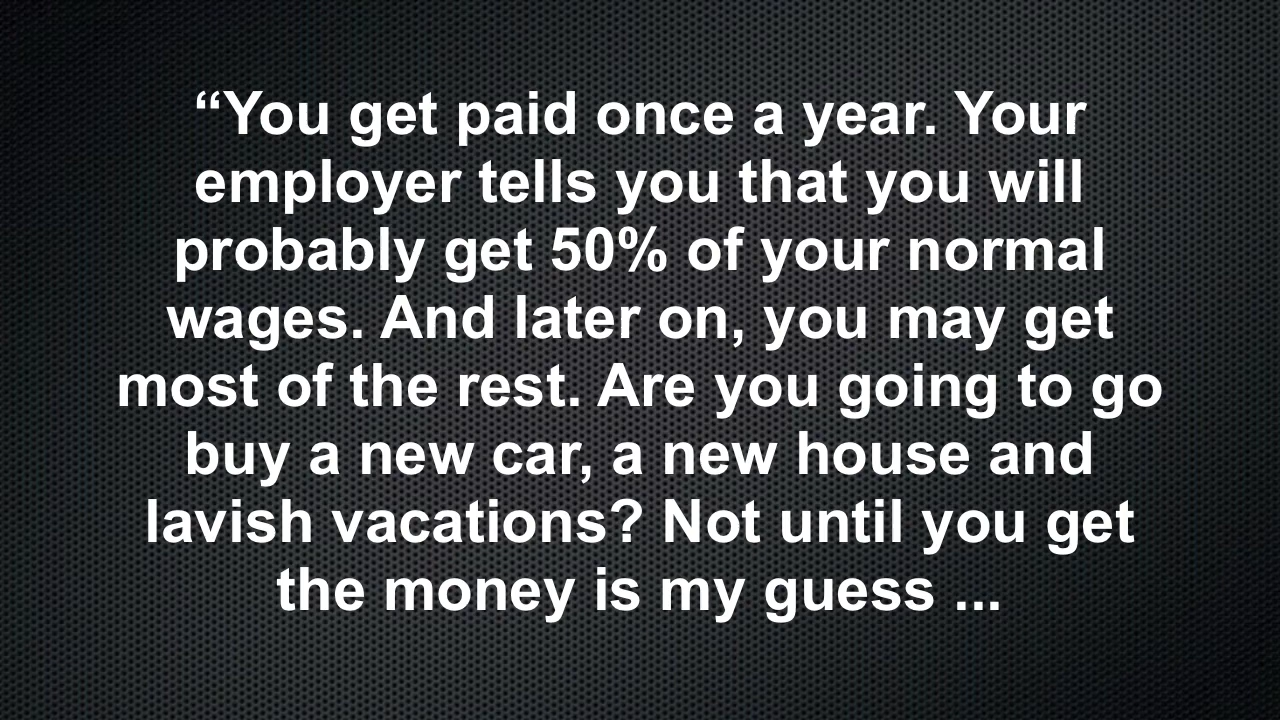 “You get paid once a year. Your
employer tells you that you will
probably get 50% of your normal
wages. And later on, you may get
most of the rest. Are you going to go
buy a new car, a new house and
lavish vacations? Not until you get
the money is my guess ...